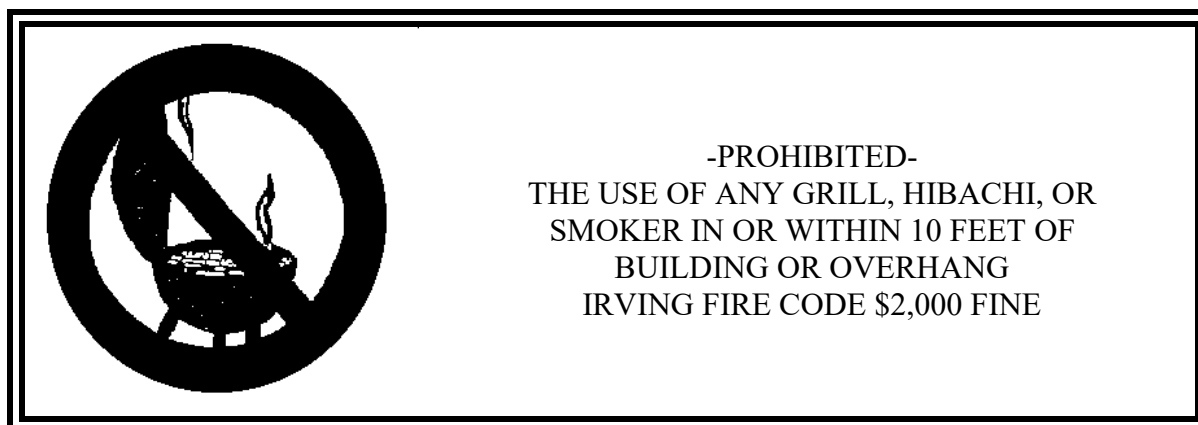 -PROHIBITED-
THE USE OF ANY GRILL, HIBACHI, OR
SMOKER IN OR WITHIN 10 FEET OF
BUILDING OR OVERHANG
IRVING FIRE CODE $2,000 FINE